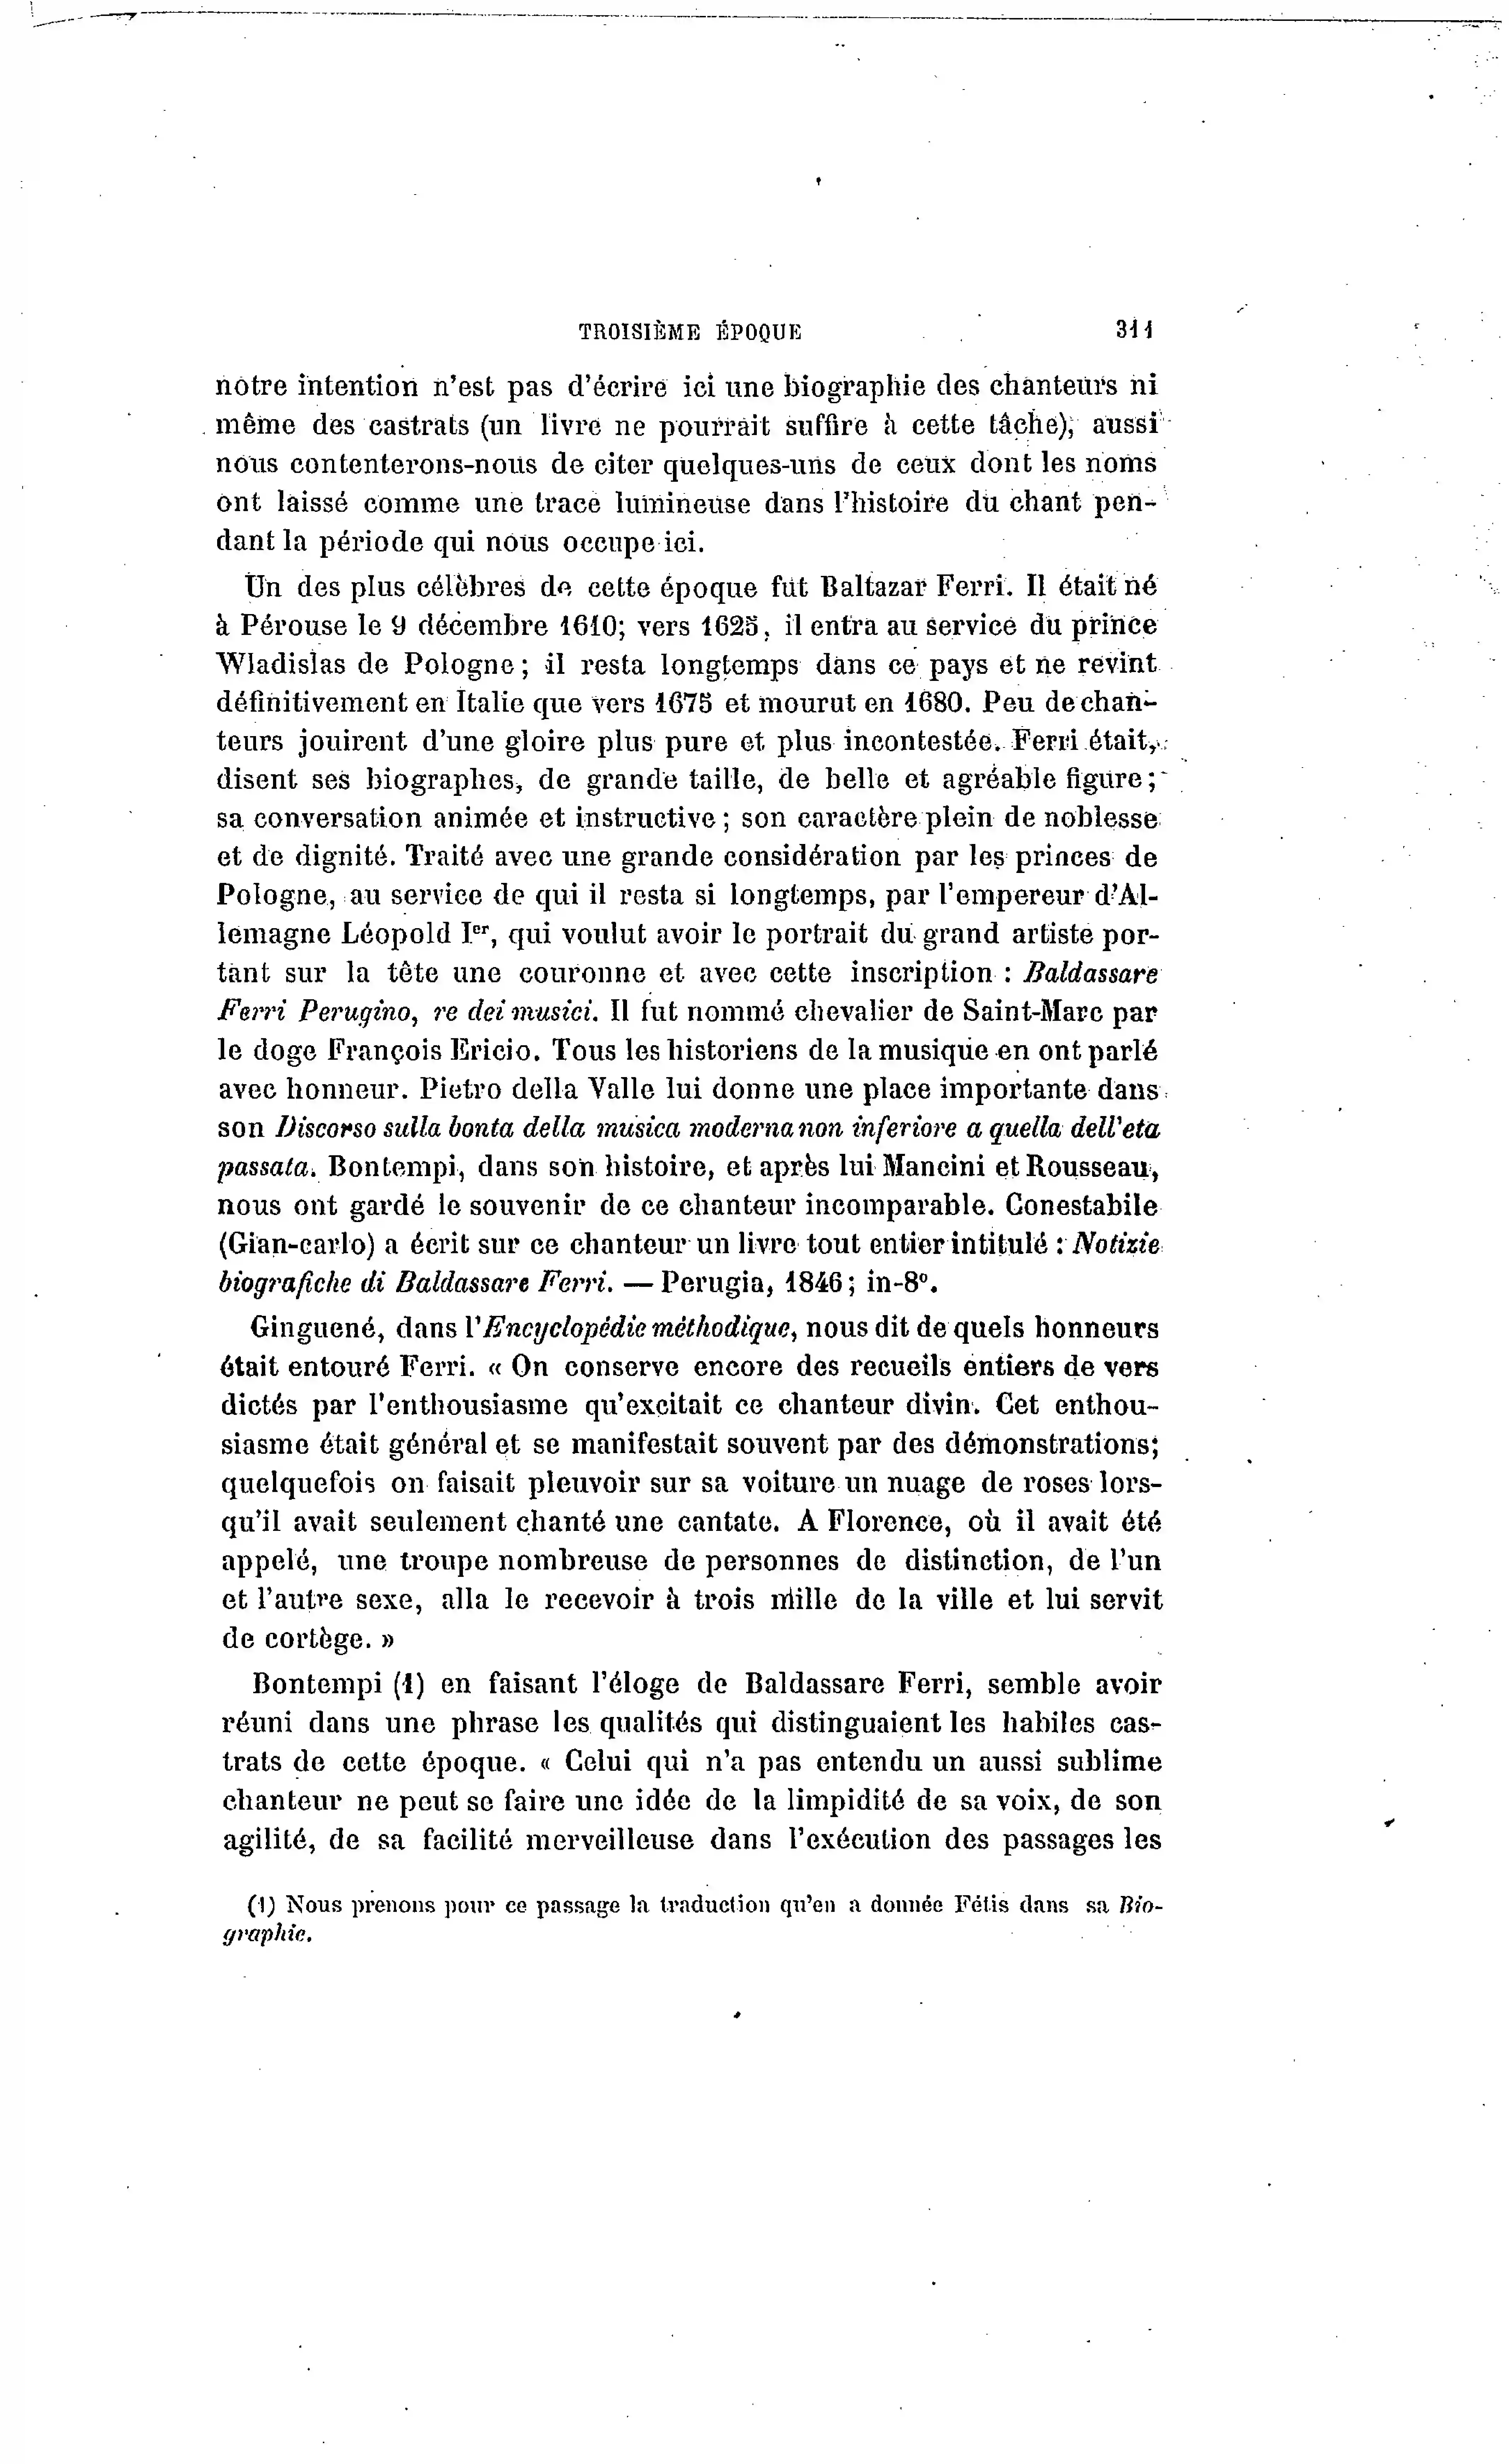 TROISIÈME ÉPOQUE 311
notre intention n'est pas d'écrire ici une biographie des chanteurs ni
même des castrats (un livre ne pourrait suffire à cette tâche), aussi
nous contenterons-nous de citer quelques-uns de ceux dont les noms
ont laissé comme une trace lumineuse dans l'histoire du chant pen-
dant la période qui nous occupe ici.
Un des plus célèbres de cette époque fut Baltazar Ferri. Il était né
à Pérouse le 9 décembre 1610; vers 1625, il entra au service du prince
Wladislas de Pologne; il resta longtemps dans ce pays et ne revint
définitivement en Italie que vers 1675 et mourut en 1680. Peu de chan-
teurs jouirent d'une gloire plus pure et plus incontestée. Ferri était,
disent ses biographes, de grande taille, de belle et agréable figure;
sa conversation animée et instructive; son caractère plein de noblesse
et de dignité. Traité avec une grande considération par les princes de
Pologne, au service de qui il resta si longtemps, par l'empereur d'Al-
lemagne Léopold Ier, qui voulut avoir le portrait du grand artiste por-
tant sur la tête une couronne et avec cette inscription : Baldassare
Ferri Perugino, re dei musici. Il fut nommé chevalier de Saint-Marc par
le doge François Ericio. Tous les historiens de la musique en ont parlé
avec honneur. Pietro della Valle lui donne une place importante dans
son Discorso sulla bonta della musica moderna non inferiore a quella dell'eta
passata. Bontempi, dans son histoire, et après lui Mancini et Rousseau,
nous ont gardé le souvenir de ce chanteur incomparable. Conestabile
(Gian-carlo) a écrit sur ce chanteur un livre tout entier intitulé : Notizie
biografiche di Baldassare Ferri. — Perugia, 1846; in-8°.
Ginguené, dans l'Encyclopédie méthodique, nous dit de quels honneurs
était entouré Ferri. « On conserve encore des recueils entiers de vers
dictés par l'enthousiasme qu'excitait ce chanteur divin. Cet enthou-
siasme était général et se manifestait souvent par des démonstrations;
quelquefois on faisait pleuvoir sur sa voiture un nuage de roses lors-
qu'il avait seulement chanté une cantate. A Florence, où il avait été
appelé, une troupe nombreuse de personnes de distinction, de l'un
et l'autre sexe, alla le recevoir à trois mille de la ville et lui servit
de cortège. »
Bontempi (1) en faisant l'éloge de Baldassare Ferri, semble avoir
réuni dans une phrase les qualités qui distinguaient les habiles cas-
trats de cette époque. « Celui qui n'a pas entendu un aussi sublime
chanteur ne peut se faire une idée de la limpidité de sa voix, de son
agilité, de sa facilité merveilleuse dans l'exécution des passages les
(1) Nous prenons pour ce passage la traduction qu'en a donnée Fétis dans sa Bio-
graphie.